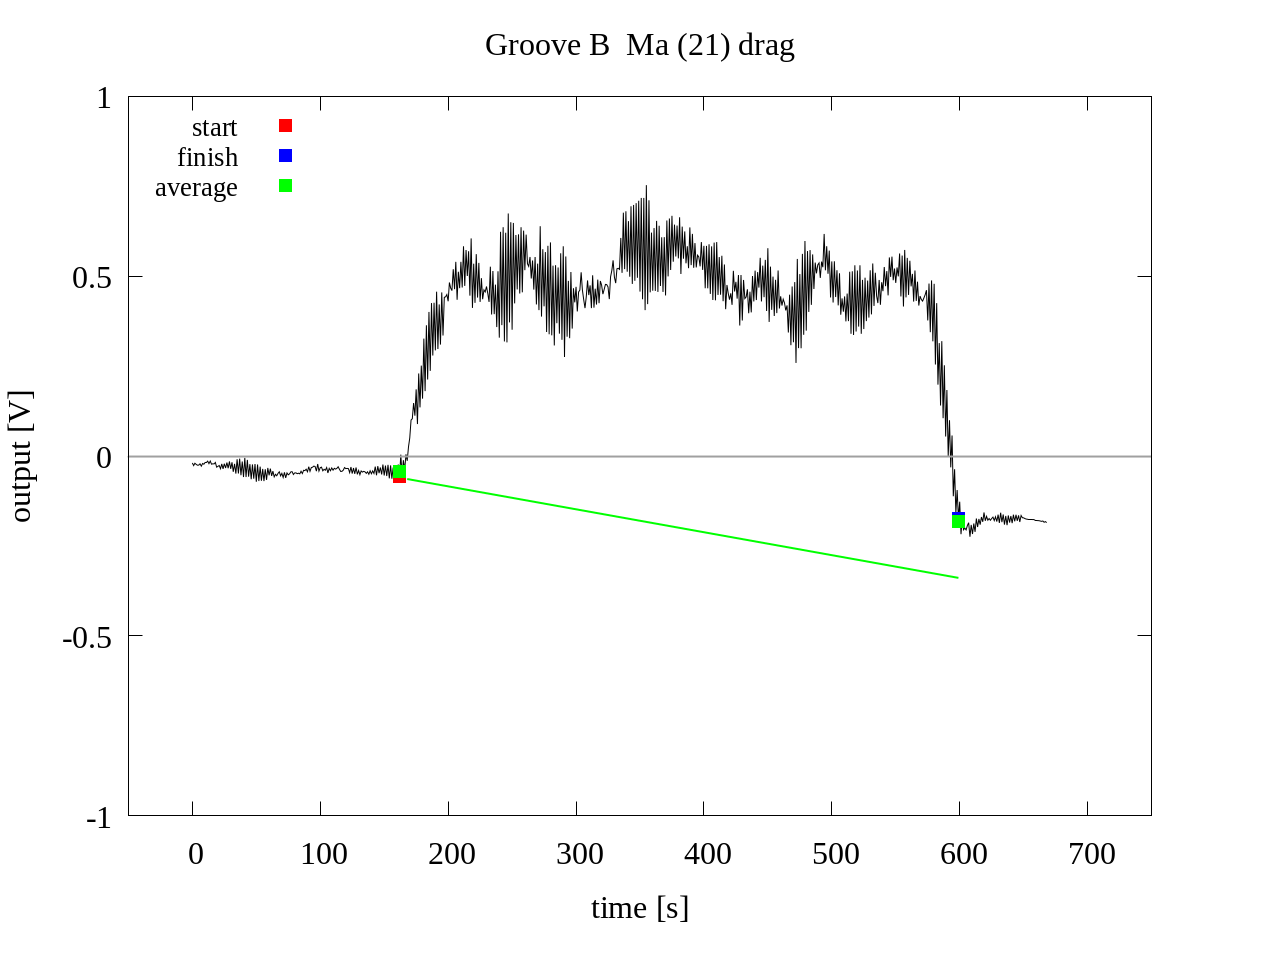 Groove B  Ma (21) drag
start
finish
average
1
0.5
0
-0.5
-1
output [V]
0 100 200 300 400 500 600 700
time [s]